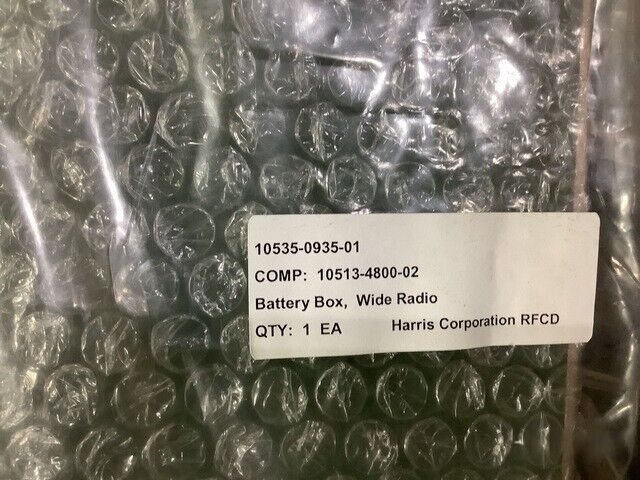 10535-0935-01
COMP: 10513-4800-02
Battery Box, Wide Radio
QTY: 1 EA Harris Corporation RFCD